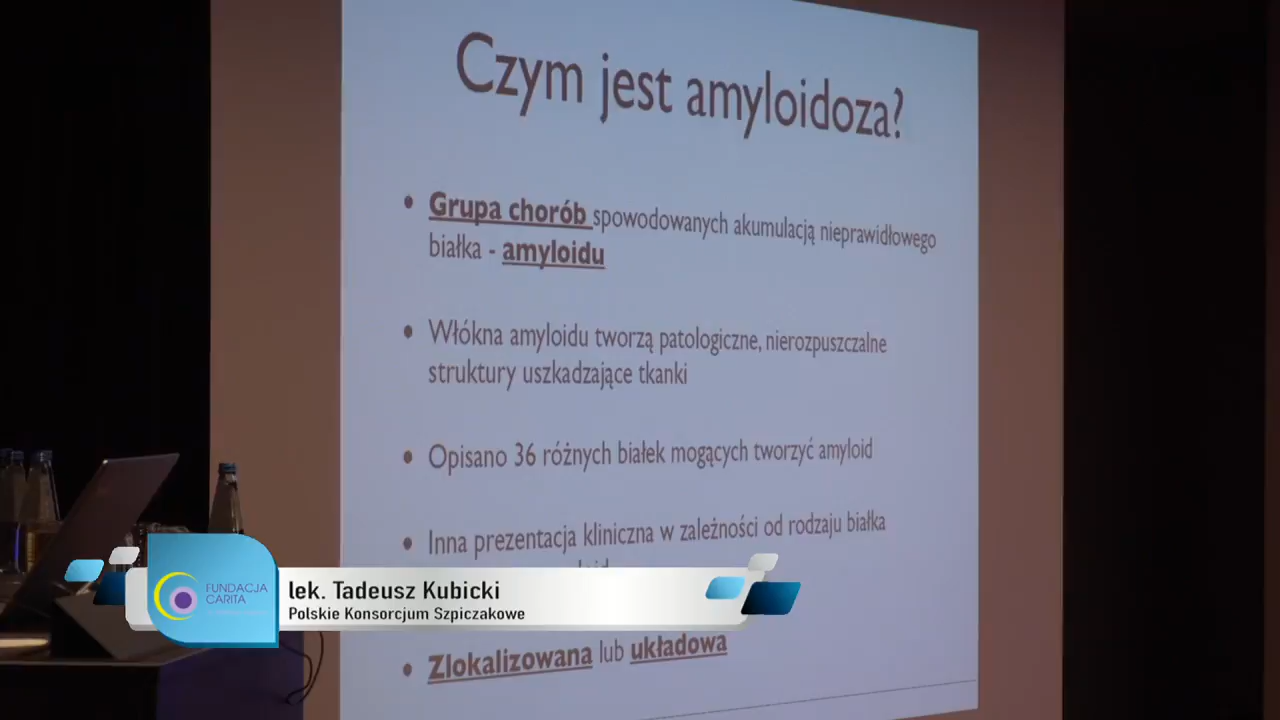 Czym jest amyloidoza?
• Grupa chorób spowodowanych akumulacją nieprawidłowego
białka - amyloidu
• Włókna amyloidu tworzą patologiczne, nierozpuszczalne
struktury uszkadzające tkanki
• Opisano 36 różnych białek mogących tworzyć amyloid
• Inna prezentacja kliniczna w zależności od rodzaju białka
FUNDACJA
CARITA
lek. Tadeusz Kubicki
Polskie Konsorcjum Szpiczakowe
• Zlokalizowana lub układowa